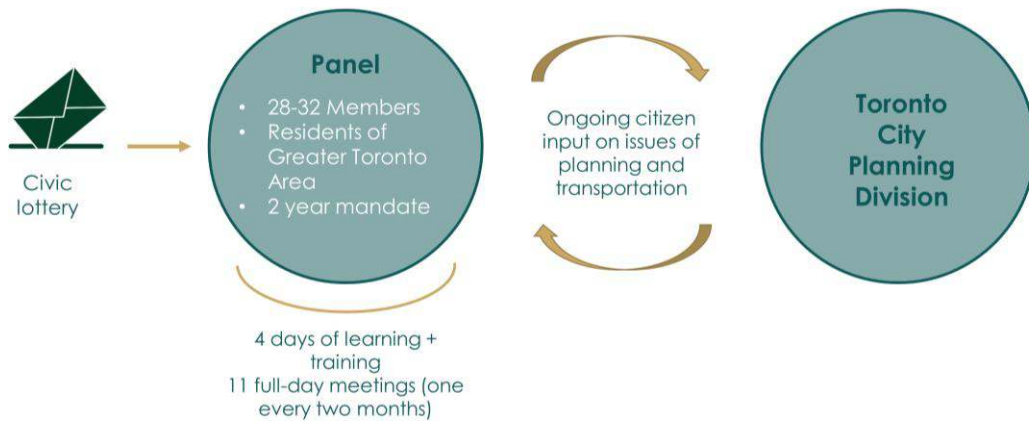 Civic
lottery
Panel
• 28-32 Members
• Residents of
Greater Toronto
Area
• 2 year mandate
4 days of learning +
training
11 full-day meetings (one
every two months)
Ongoing citizen
input on issues of
planning and
transportation
Toronto
City
Planning
Division